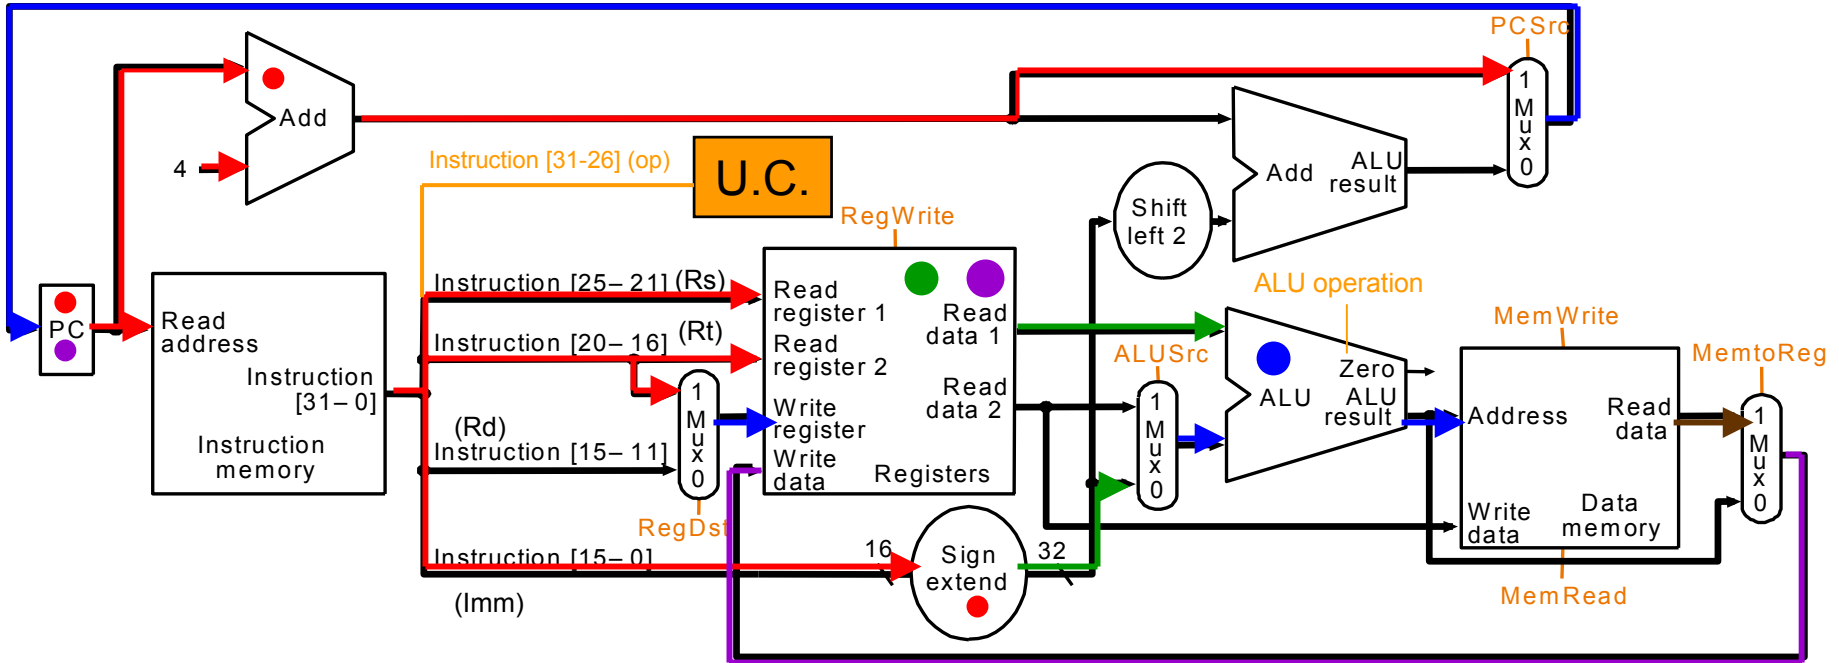 PCSrc
1
M
u
x
0
Add
4
Instruction [31-26] (op)
U.C.
Add
ALU
result
Shift
left 2
RegWrite
PC
Read
address
Instruction
[31–0]
Instruction
memory
Instruction [25–21] (Rs)
Instruction [20–16] (Rt)
(Rd)
Instruction [15–11]
Instruction [15–0]
(Imm)
1
M
u
x
0
RegDst
Read
register 1
Read
register 2
Write
register
Write
data
Read
data 1
Read
data 2
Registers
16
Sign
extend
32
ALUSrc
1
M
u
x
0
ALU operation
Zero
ALU
ALU
result
MemWrite
Address
Read
data
Write
data
Data
memory
MemRead
MemtoReg
1
M
u
x
0